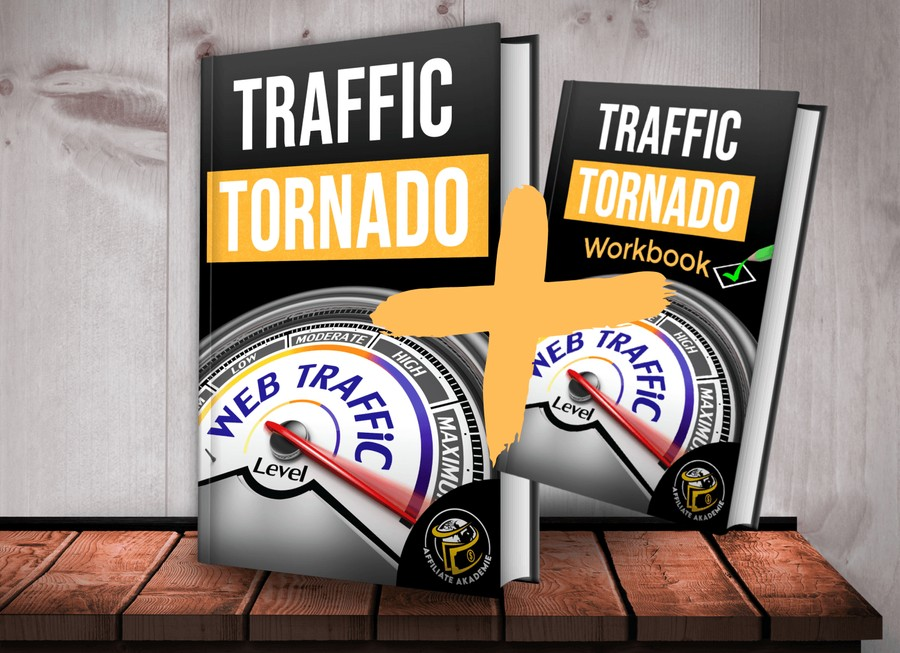 TRAFFIC
TORNADO
LOW
MODERATE
HIGH
WEB TRAFFiC
Level
AFFILIATE AKADEMIE
TRAFFIC
TORNADO
Workbook
HIGH
WEB TRAFFiC
Level
AFFILIATE AKADEMIE